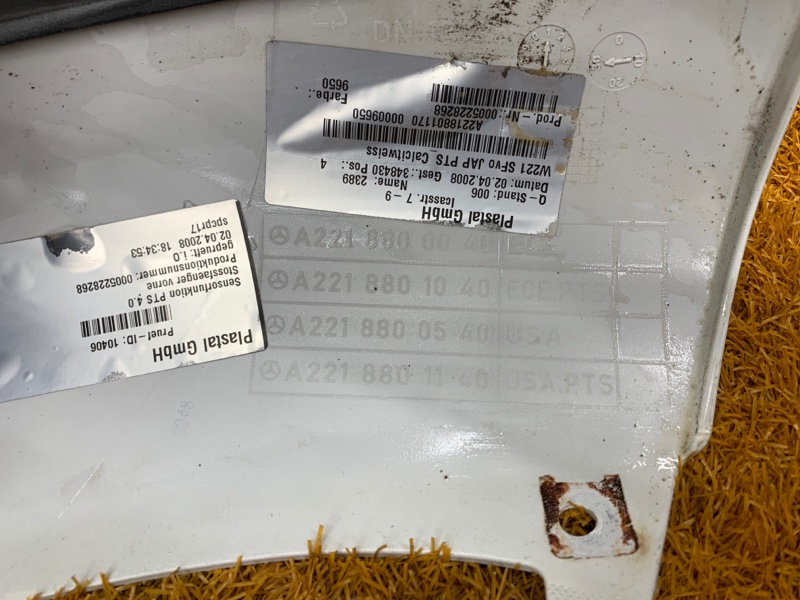 Plastal GmbH
Icasstr. 7-9
Name: 2389
Q-Stand: 006 Gest.: 348430 Pos.: 4
Datum: 02.04.2008
W221 SFvo JAP PTS Calcitweiss
A2218801170 00009650
Prod-Nr.: 0005228268
Farbe.:
9650
Plastal GmbH
Pruef-ID: 10406
Sensorfunktion PTS 4.0
Stossfaenger vorne
Produktionsnummer: 0005228268
geprueft: i.O
02.04.2008 18:34:53
spcpr17
A 221 880 00 40
A 221 880 10 40 ECE.PTS
A 221 880 05 40 USA
A 221 880 11 40 USA.PTS